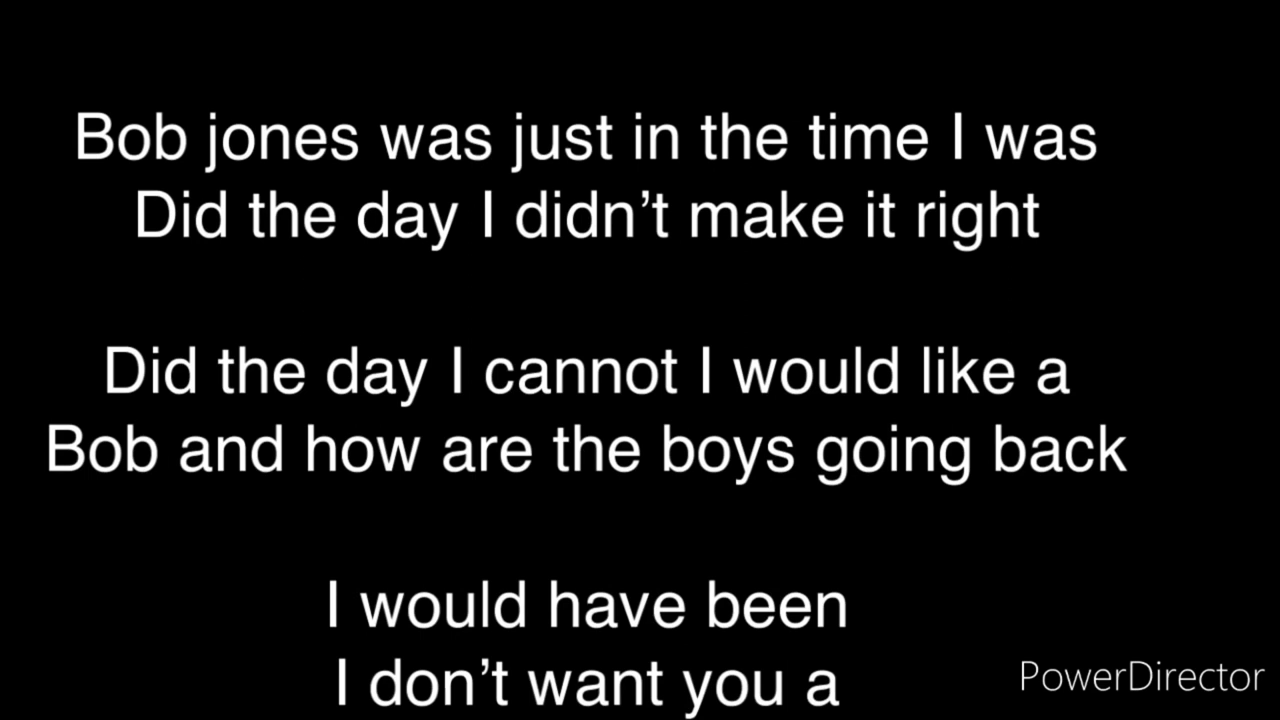 Bob jones was just in the time I was
Did the day I didn’t make it right
Did the day I cannot I would like a
Bob and how are the boys going back
I would have been
I don’t want you a
PowerDirector